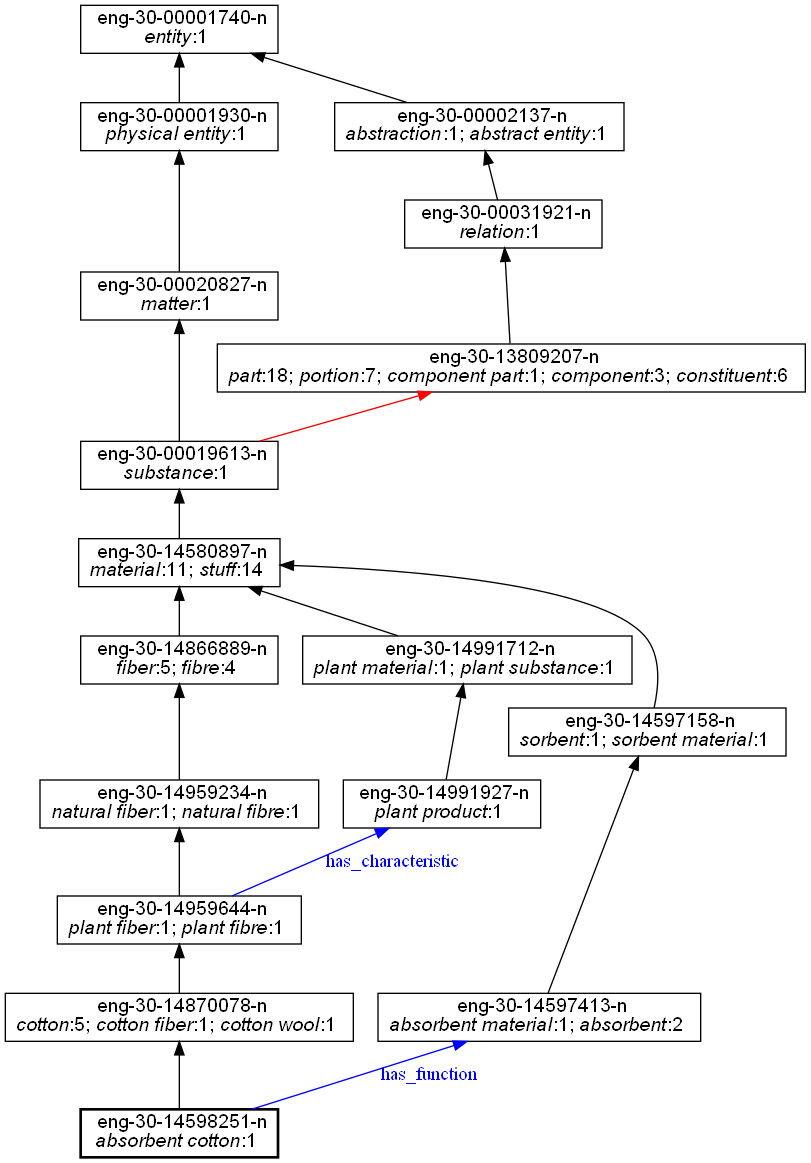 eng-30-00001740-n
entity:1
eng-30-00001930-n
physical entity:1
eng-30-00002137-n
abstraction:1; abstract entity:1
eng-30-00031921-n
relation:1
eng-30-00020827-n
matter:1
eng-30-13809207-n
part:18; portion:7; component part:1; component:3; constituent:6
eng-30-00019613-n
substance:1
eng-30-14580897-n
material:11; stuff:14
eng-30-14866889-n
fiber:5; fibre:4
eng-30-14991712-n
plant material:1; plant substance:1
eng-30-14597158-n
sorbent:1; sorbent material:1
eng-30-14959234-n
natural fiber:1; natural fibre:1
eng-30-14991927-n
plant product:1
has_characteristic
eng-30-14959644-n
plant fiber:1; plant fibre:1
eng-30-14870078-n
cotton:5; cotton fiber:1; cotton wool:1
eng-30-14597413-n
absorbent material:1; absorbent:2
has_function
eng-30-14598251-n
absorbent cotton:1